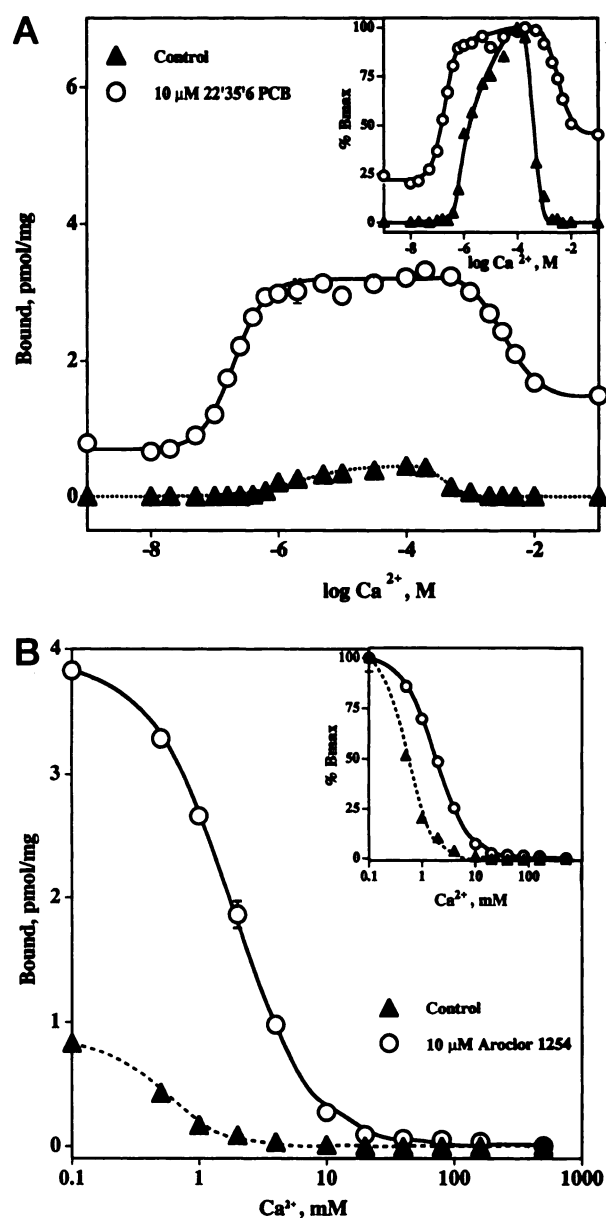 A
Control
10 µM 22'35'6 PCB
Bound, pmol/mg
6
4
2
0
-8 -6 -4 -2
log Ca 2+, M
% Bmax
100
75
50
25
0
-8 -6 -4 -2
log Ca 2+, M
B
Bound, pmol/mg
4
3
2
1
0
0.1 1 10 100 1000
Ca2+, mM
% Bmax
100
75
50
25
0
0.1 1 10 100
Ca2+, mM
Control
10 µM Aroclor 1254